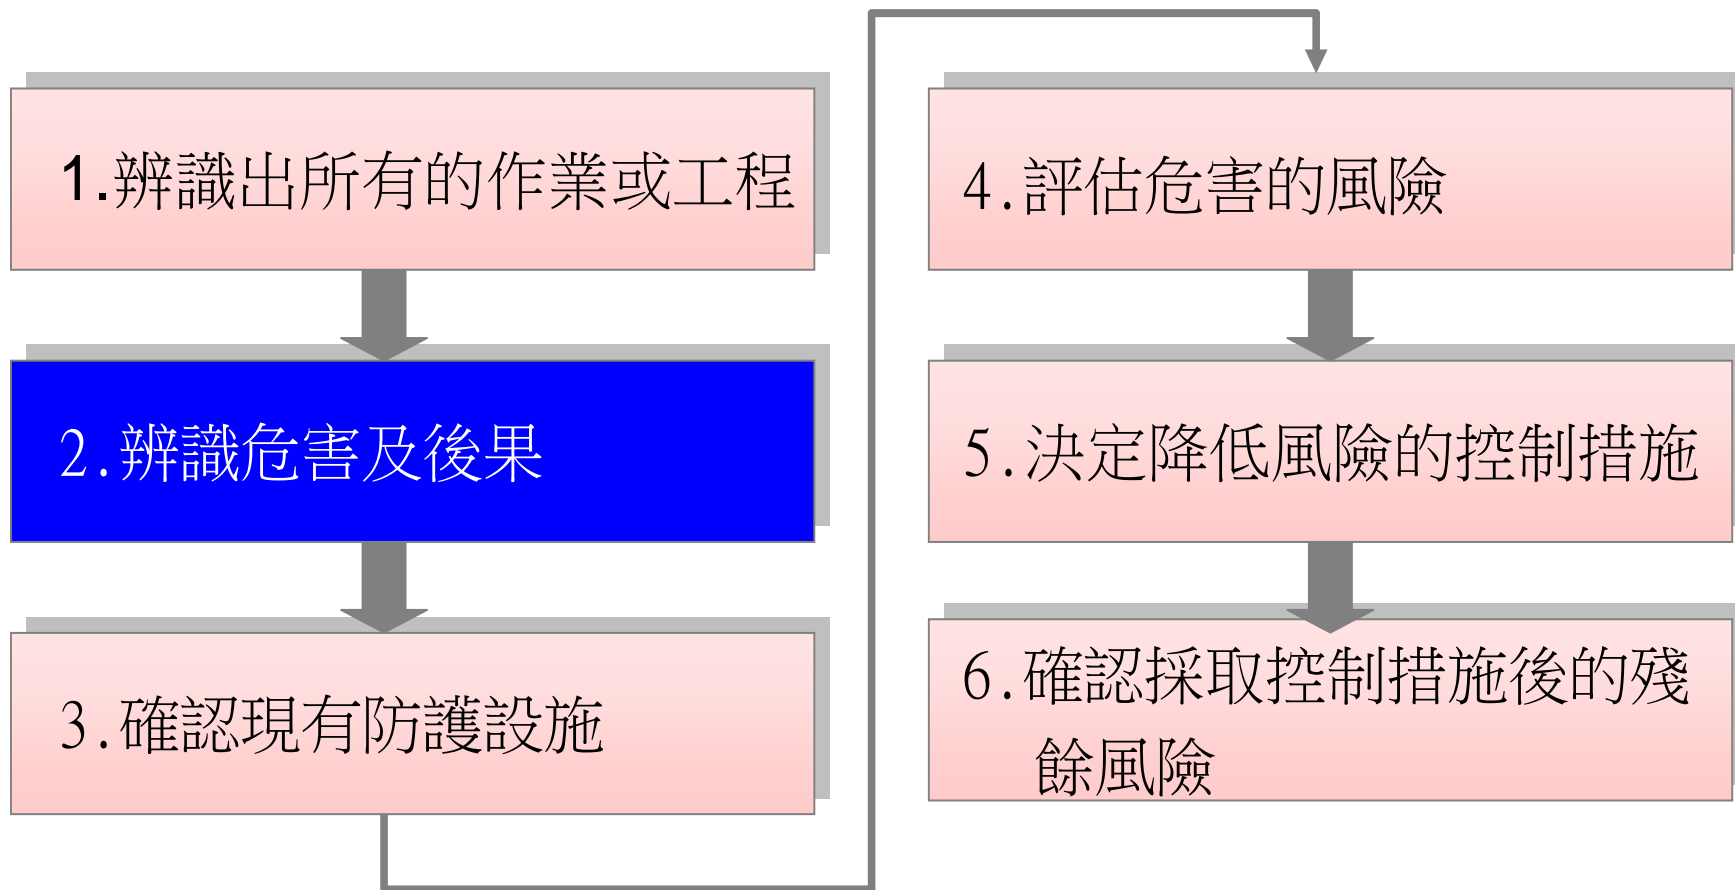 1.辨識出所有的作業或工程
2.辨識危害及後果
3.確認現有防護設施
4.評估危害的風險
5.決定降低風險的控制措施
6.確認採取控制措施後的殘
餘風險